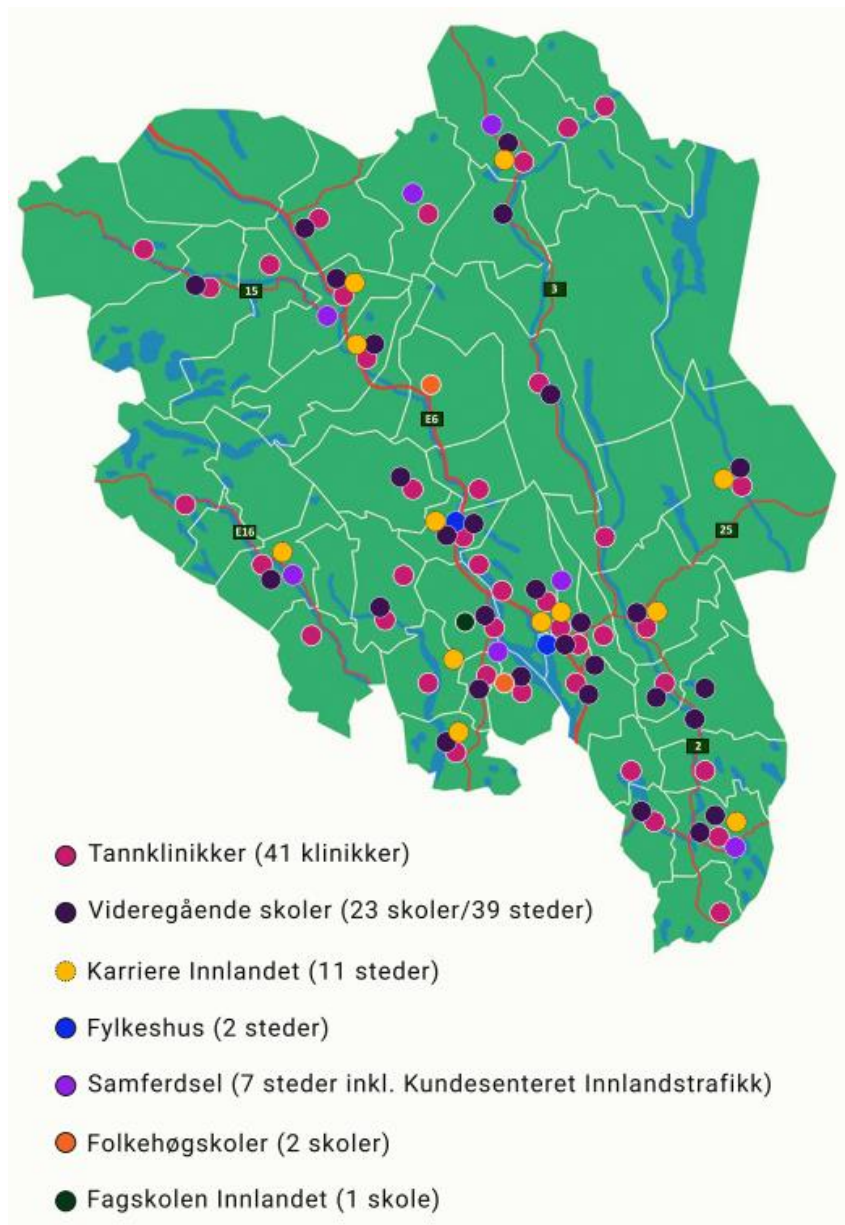 3
15
E6
E16
25
2
Tannklinikker (41 klinikker)
Videregående skoler (23 skoler/39 steder)
Karriere Innlandet (11 steder)
Fylkeshus (2 steder)
Samferdsel (7 steder inkl. Kundesenteret Innlandstrafikk)
Folkehøgskoler (2 skoler)
Fagskolen Innlandet (1 skole)